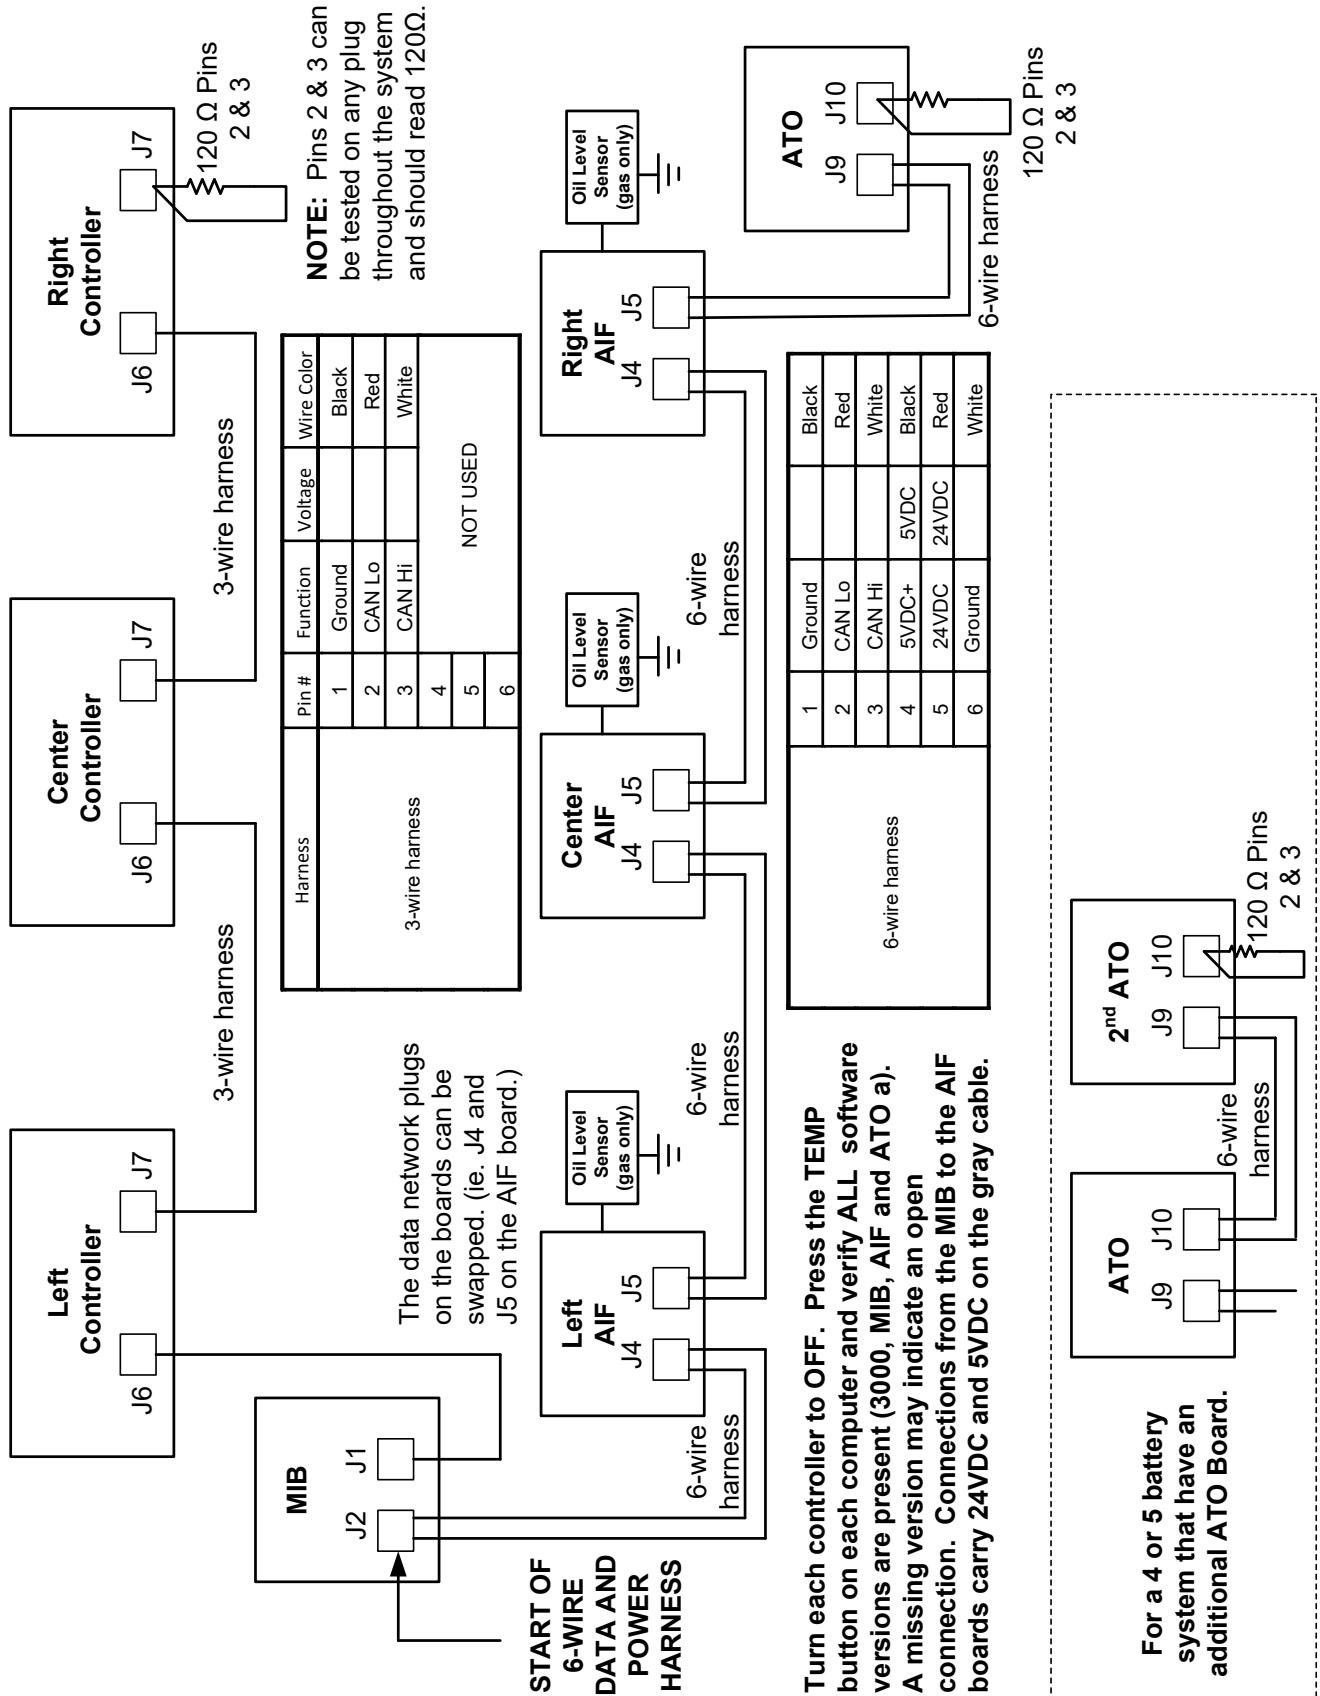 Left
Controller
J6
J7
Center
Controller
J6
J7
Right
Controller
J6
J7
3-wire harness
3-wire harness
120 Ω Pins
2 & 3
NOTE: Pins 2 & 3 can
be tested on any plug
throughout the system
and should read 120Ω.
MIB
J2
J1
The data network plugs
on the boards can be
swapped. (ie. J4 and
J5 on the AIF board.)
Harness Pin # Function Voltage Wire Color
3-wire harness
1 Ground Black
2 CAN Lo Red
3 CAN Hi White
4
5
6
NOT USED
START OF
6-WIRE
DATA AND
POWER
HARNESS
6-wire
harness
Left
AIF
J4
J5
Oil Level
Sensor
(gas only)
6-wire
harness
Center
AIF
J4
J5
Oil Level
Sensor
(gas only)
6-wire
harness
Right
AIF
J4
J5
Oil Level
Sensor
(gas only)
6-wire harness
ATO
J9
J10
120 Ω Pins
2 & 3
Turn each controller to OFF. Press the TEMP
button on each computer and verify ALL software
versions are present (3000, MIB, AIF and ATO a).
A missing version may indicate an open
connection. Connections from the MIB to the AIF
boards carry 24VDC and 5VDC on the gray cable.
6-wire harness
1 Ground Black
2 CAN Lo Red
3 CAN Hi White
4 5VDC+ 5VDC Black
5 24VDC 24VDC Red
6 Ground White
For a 4 or 5 battery
system that have an
additional ATO Board.
ATO
J9
J10
6-wire
harness
2nd ATO
J9
J10
120 Ω Pins
2 & 3